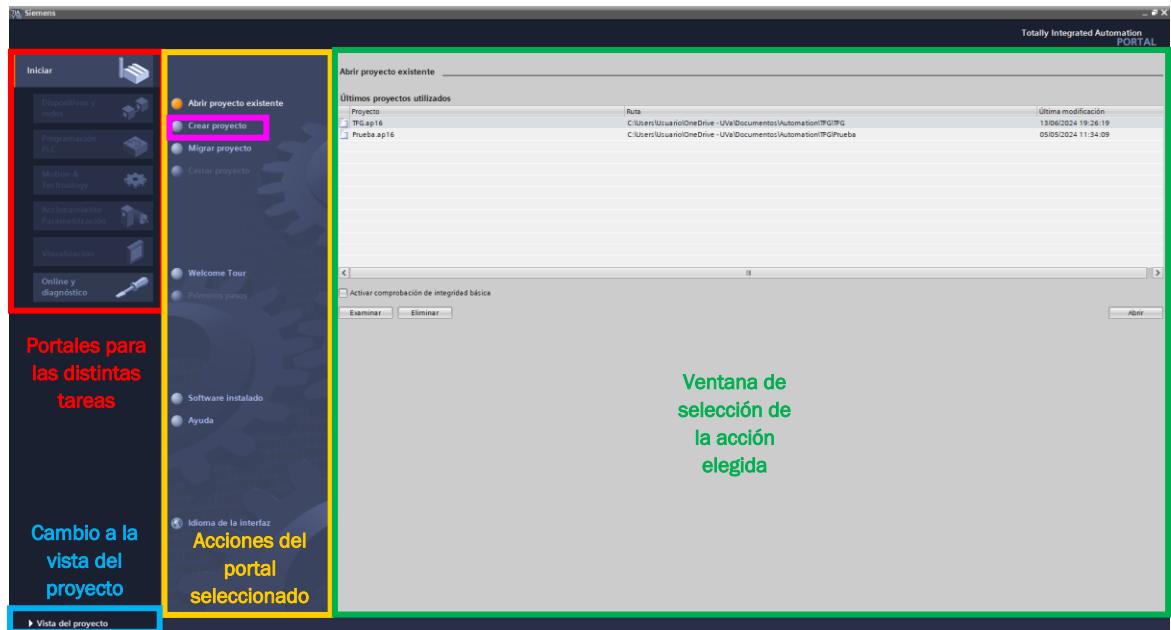 Siemens
Totally Integrated Automation
PORTAL
Iniciar
Dispositivos y
redes
Programación
PLC
Motion &
Technology
Accionamiento
Parametrización
Visualización
Online y
diagnóstico
Portales para
las distintas
tareas
Cambio a la
vista del
proyecto
Vista del proyecto
Abrir proyecto existente
Crear proyecto
Migrar proyecto
Cerrar proyecto
Welcome Tour
Primeros pasos
Software instalado
Ayuda
Idioma de la interfaz
Acciones del
portal
seleccionado
Abrir proyecto existente
Últimos proyectos utilizados
Proyecto Ruta Última modificación
TFG.ap16 C:\Users\Usuario\OneDrive - UVa\Documentos\Automation\TFG\TFG 13/06/2024 19:26:19
Prueba.ap16 C:\Users\Usuario\OneDrive - UVa\Documentos\Automation\TFG\Prueba 05/05/2024 11:34:09
Activar comprobación de integridad básica
Examinar Eliminar Abrir
Ventana de
selección de
la acción
elegida